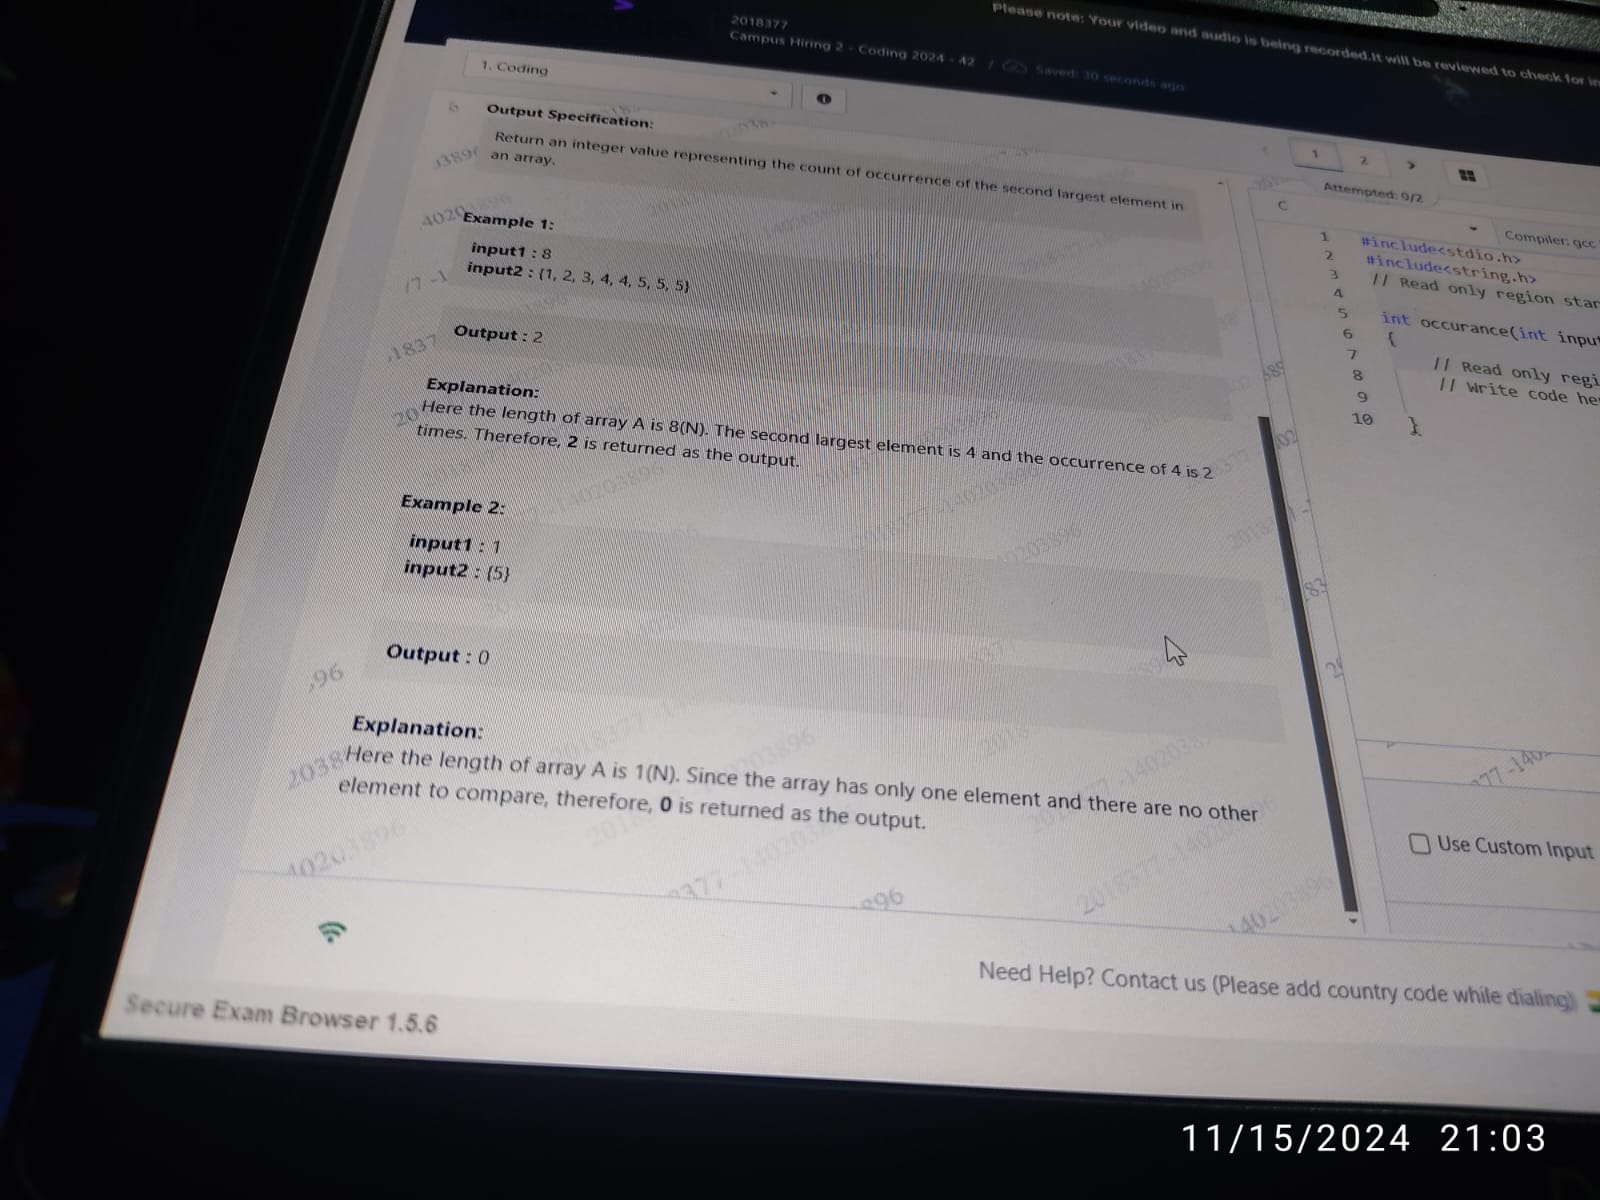 2018377
Campus Hiring 2 - Coding 2024 - 42 / Saved: 30 seconds ago
Please note: Your video and audio is being recorded.It will be reviewed to check for
1. Coding
1 2
Attempted: 0/2
Output Specification:
Return an integer value representing the count of occurrence of the second largest element in
an array.
Example 1:
input1 : 8
input2 : {1, 2, 3, 4, 4, 5, 5, 5}
Output : 2
Explanation:
Here the length of array A is 8(N). The second largest element is 4 and the occurrence of 4 is 2
times. Therefore, 2 is returned as the output.
Example 2:
input1 : 1
input2 : {5}
Output : 0
Explanation:
Here the length of array A is 1(N). Since the array has only one element and there are no other
element to compare, therefore, 0 is returned as the output.
C
Compiler: gcc
1 #include<stdio.h>
2 #include<string.h>
3 // Read only region star
4
5 int occurance(int input
6 {
7 // Read only regi
8 // Write code he
9
10 }
Use Custom Input
Need Help? Contact us (Please add country code while dialing)
Secure Exam Browser 1.5.6
11/15/2024 21:03